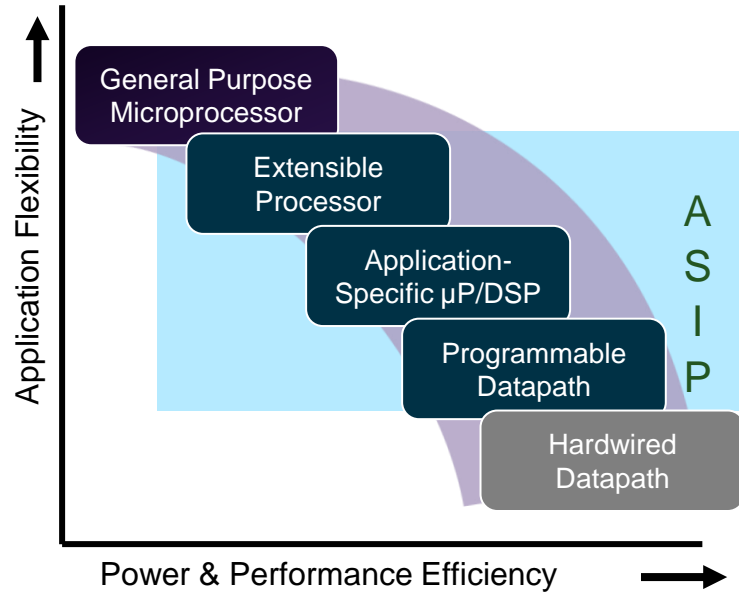 Application Flexibility
General Purpose
Microprocessor
Extensible
Processor
Application-
Specific µP/DSP
Programmable
Datapath
Hardwired
Datapath
A
S
I
P
Power & Performance Efficiency